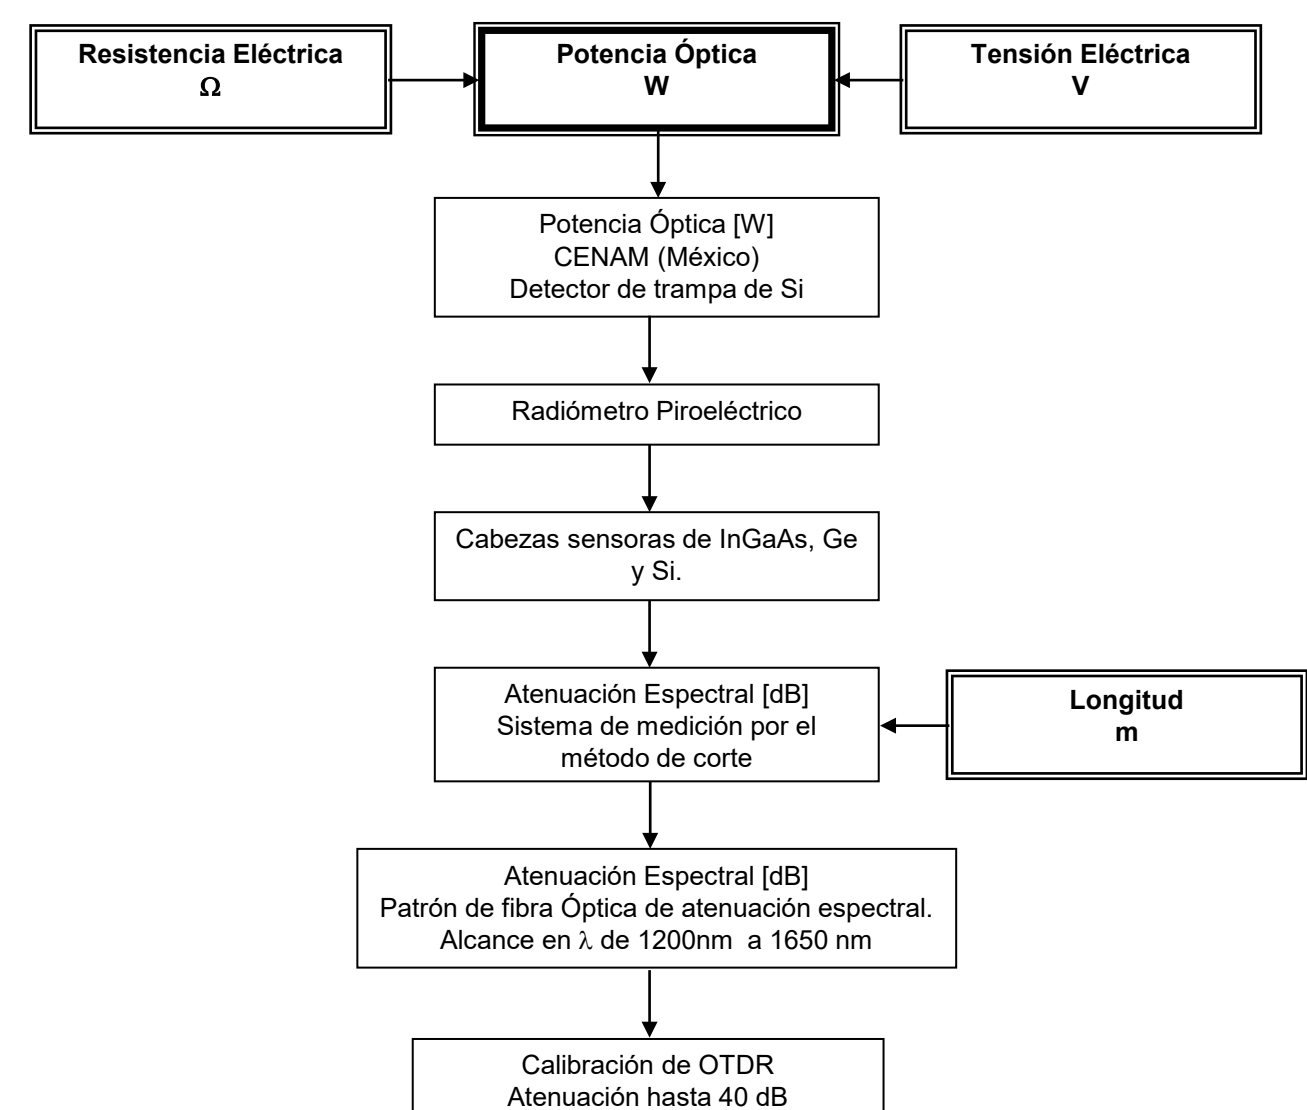 Resistencia Eléctrica
Ω
Potencia Óptica
W
Tensión Eléctrica
V
Potencia Óptica [W]
CENAM (México)
Detector de trampa de Si
Radiómetro Piroeléctrico
Cabezas sensoras de InGaAs, Ge
y Si.
Atenuación Espectral [dB]
Sistema de medición por el
método de corte
Longitud
m
Atenuación Espectral [dB]
Patrón de fibra Óptica de atenuación espectral.
Alcance en λ de 1200nm  a 1650 nm
Calibración de OTDR
Atenuación hasta 40 dB